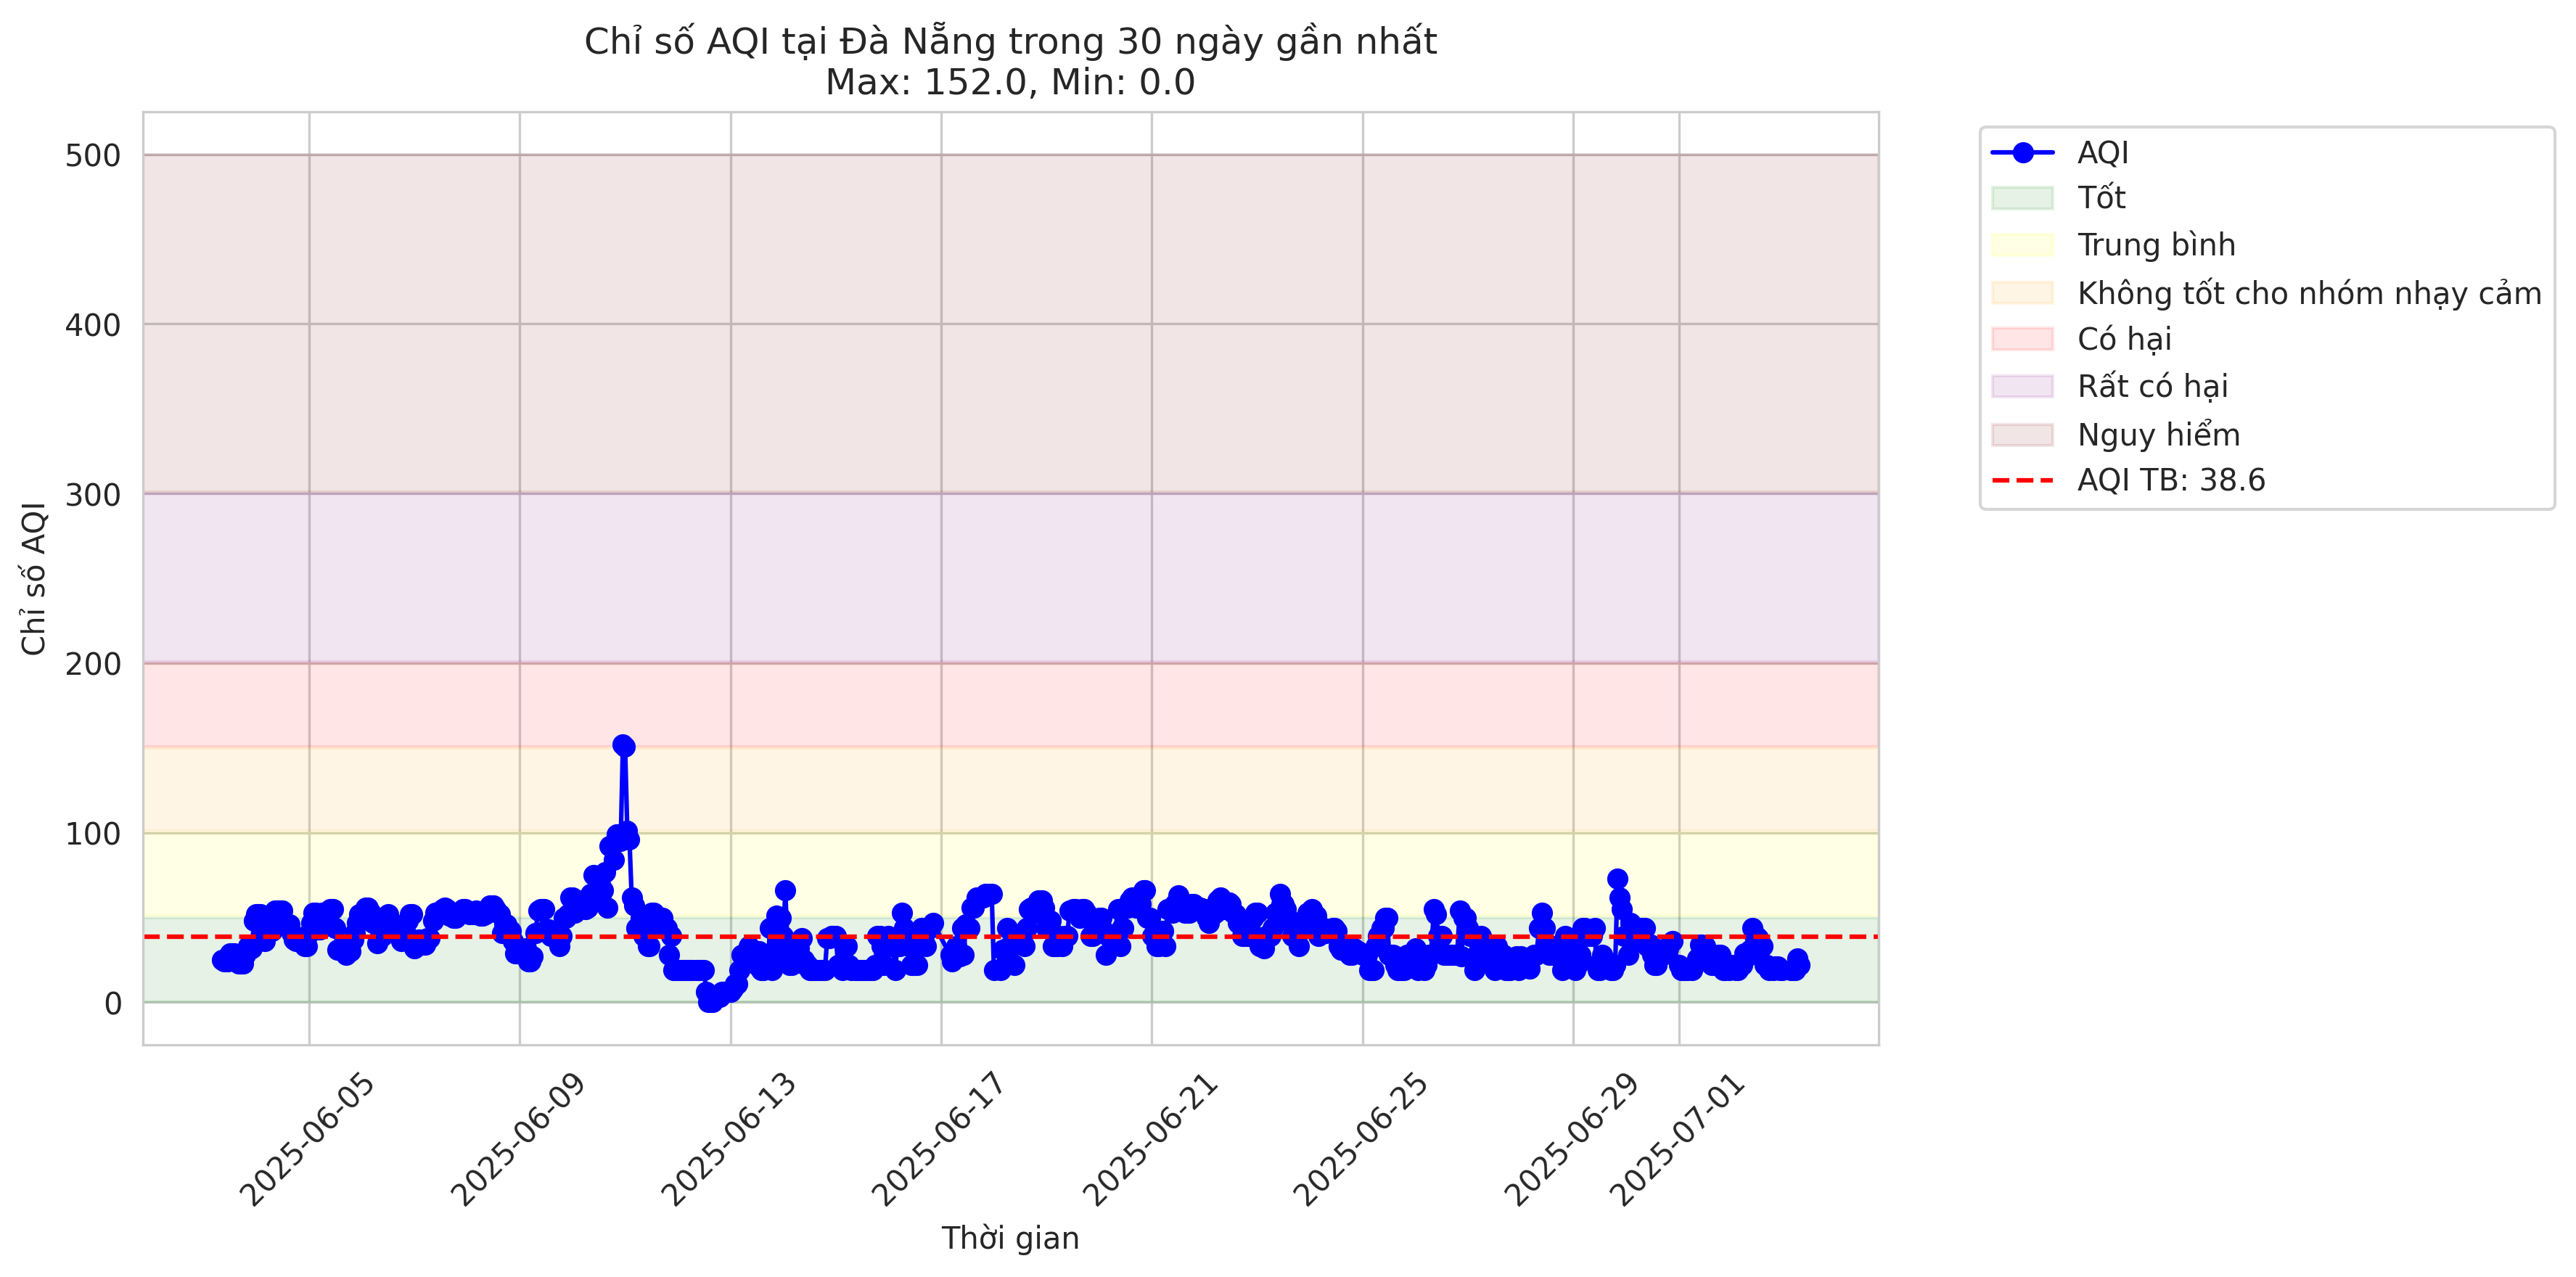 Chỉ số AQI tại Đà Nẵng trong 30 ngày gần nhất
Max: 152.0, Min: 0.0
Chỉ số AQI
500
400
300
200
100
0
2025-06-05
2025-06-09
2025-06-13
2025-06-17
2025-06-21
2025-06-25
2025-06-29
2025-07-01
Thời gian
AQI
Tốt
Trung bình
Không tốt cho nhóm nhạy cảm
Có hại
Rất có hại
Nguy hiểm
AQI TB: 38.6